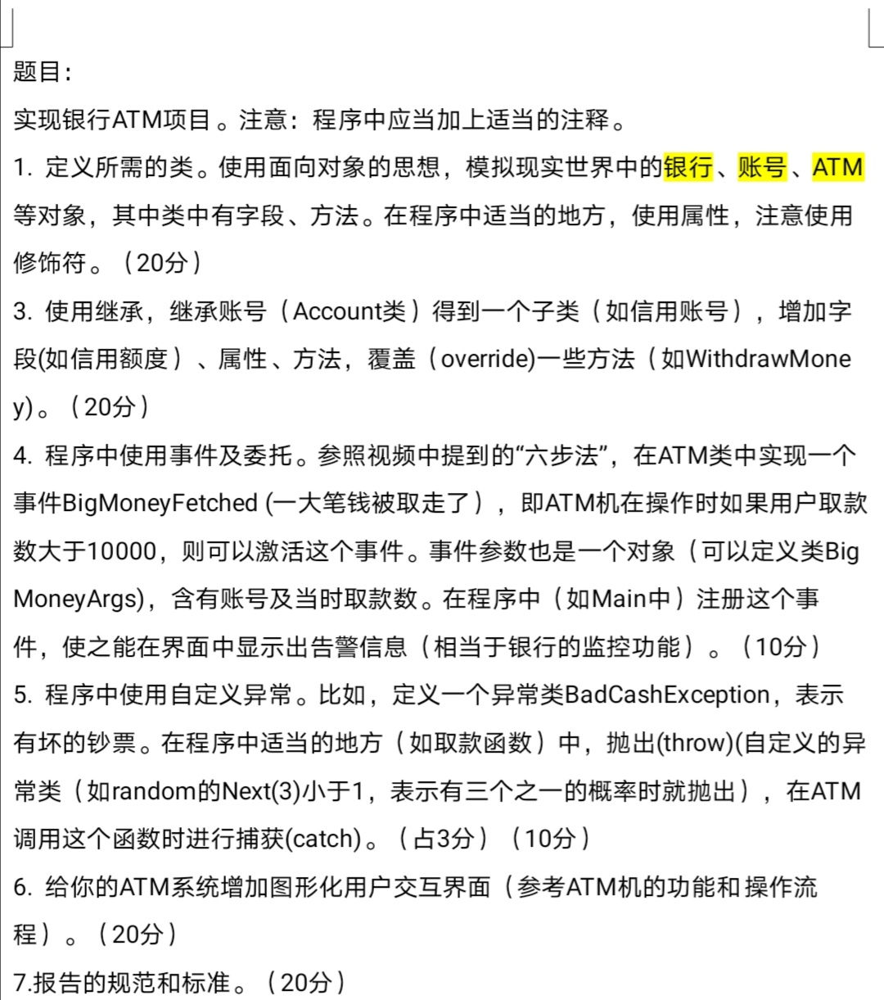 题目：
实现银行ATM项目。注意：程序中应当加上适当的注释。
1. 定义所需的类。使用面向对象的思想，模拟现实世界中的银行、账号、ATM
等对象，其中类中有字段、方法。在程序中适当的地方，使用属性，注意使用
修饰符。（20分）
3. 使用继承，继承账号（Account类）得到一个子类（如信用账号），增加字
段(如信用额度）、属性、方法，覆盖（override)一些方法（如WithdrawMone
y)。（20分）
4. 程序中使用事件及委托。参照视频中提到的“六步法”，在ATM类中实现一个
事件BigMoneyFetched (一大笔钱被取走了），即ATM机在操作时如果用户取款
数大于10000，则可以激活这个事件。事件参数也是一个对象（可以定义类Big
MoneyArgs)，含有账号及当时取款数。在程序中（如Main中）注册这个事
件，使之能在界面中显示出告警信息（相当于银行的监控功能）。（10分）
5. 程序中使用自定义异常。比如，定义一个异常类BadCashException，表示
有坏的钞票。在程序中适当的地方（如取款函数）中，抛出(throw)(自定义的异
常类（如random的Next(3)小于1，表示有三个之一的概率时就抛出），在ATM
调用这个函数时进行捕获(catch)。（占3分）（10分）
6. 给你的ATM系统增加图形化用户交互界面（参考ATM机的功能和操作流
程）。（20分）
7.报告的规范和标准。（20分）